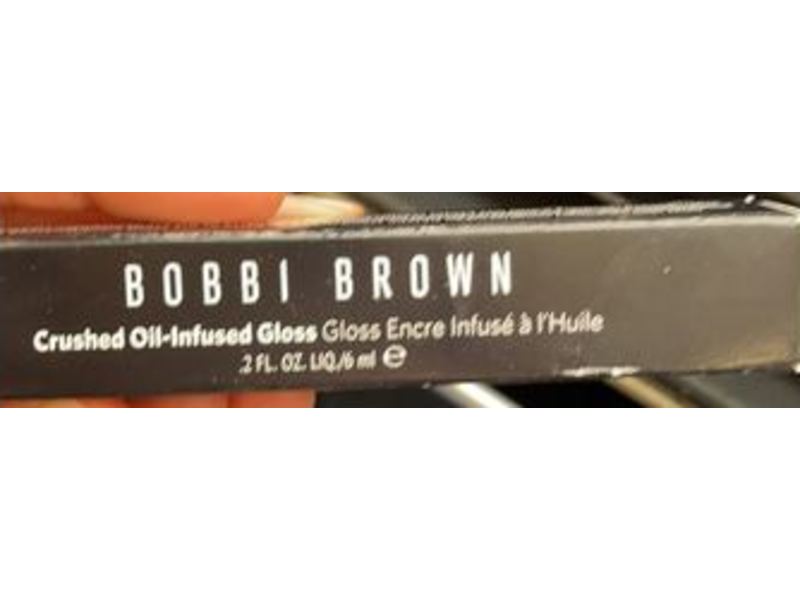 BOBBI BROWN
Crushed Oil-Infused Gloss Gloss Encre Infusé à l'Huile
.2 FL. OZ. LIQ./6 ml e